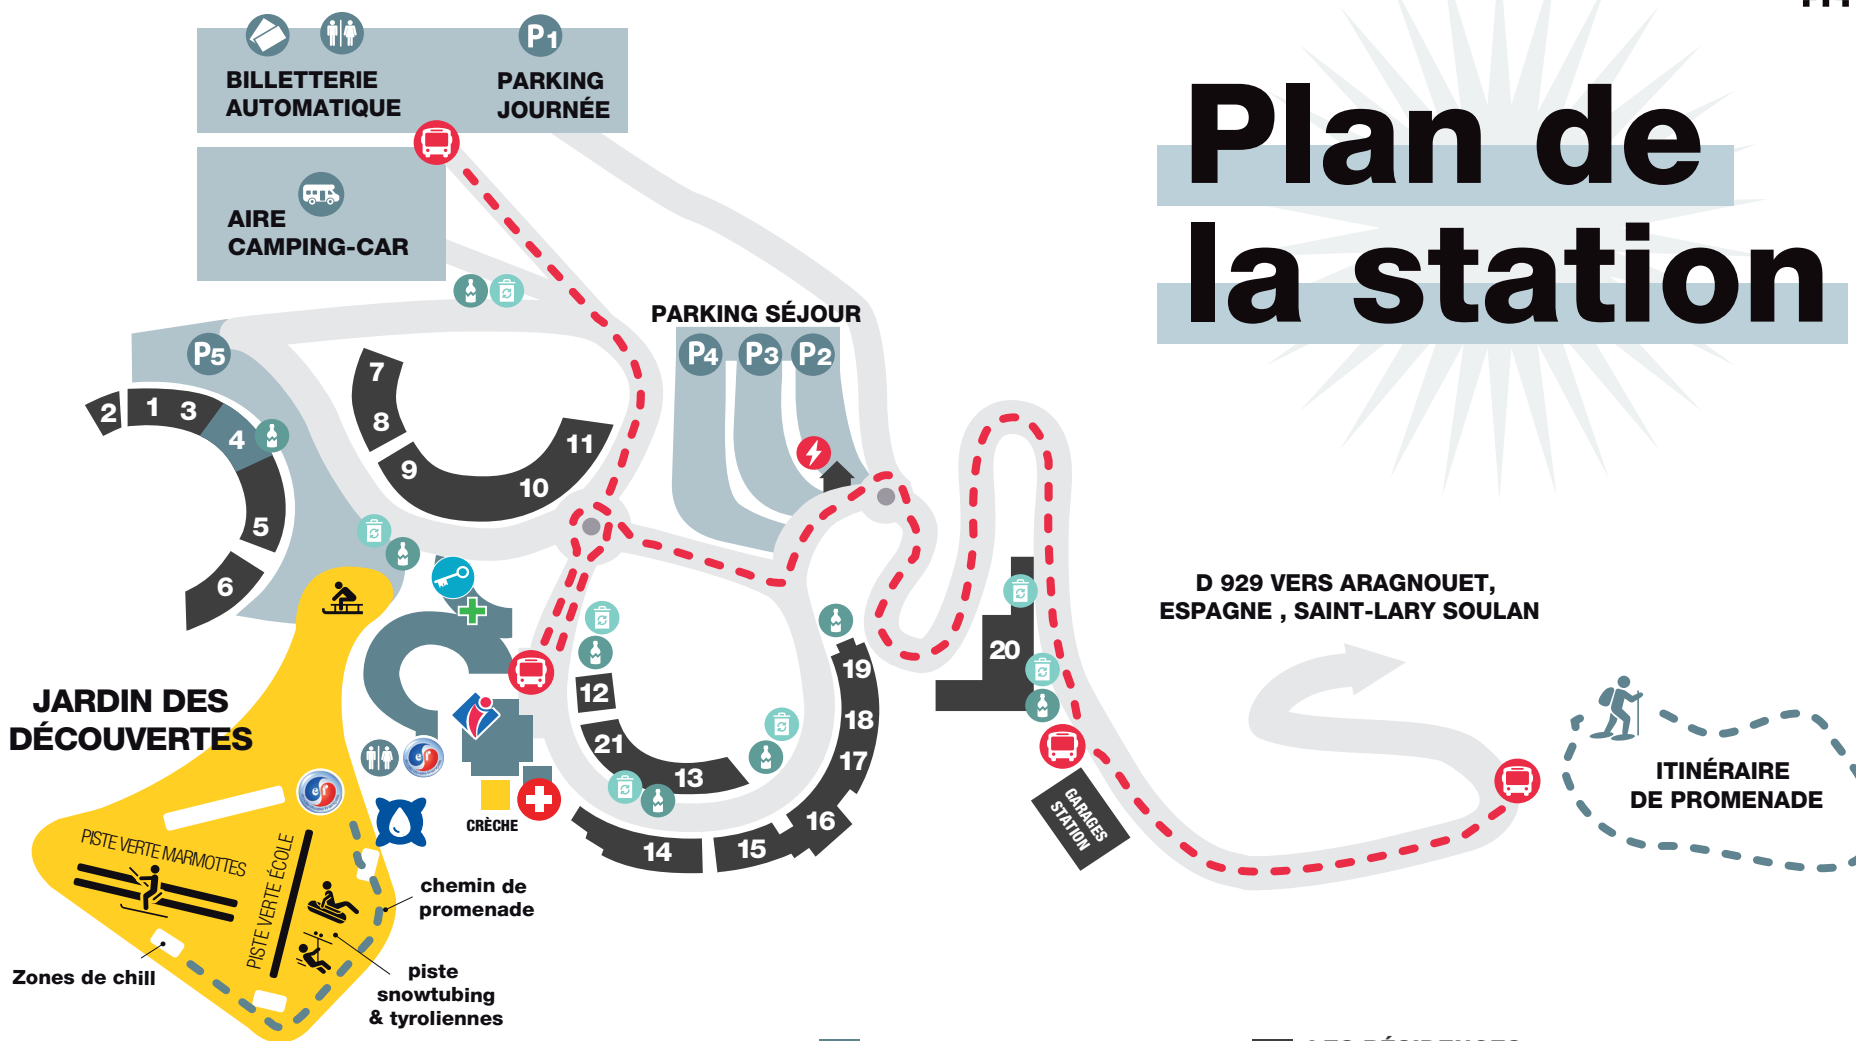 Plan de
la station
BILLETTERIE
AUTOMATIQUE
P1
PARKING
JOURNÉE
AIRE
CAMPING-CAR
PARKING SÉJOUR
P4
P3
P2
P5
2
1
3
4
5
6
7
8
9
10
11
12
21
13
14
15
16
17
18
19
20
GARAGES
STATION
D 929 VERS ARAGNOUET,
ESPAGNE , SAINT-LARY SOULAN
ITINÉRAIRE
DE PROMENADE
JARDIN DES
DÉCOUVERTES
CRÈCHE
PISTE VERTE MARMOTTES
PISTE VERTE ÉCOLE
chemin de
promenade
Zones de chill
piste
snowtubing
& tyroliennes
LES RÉSIDENCES